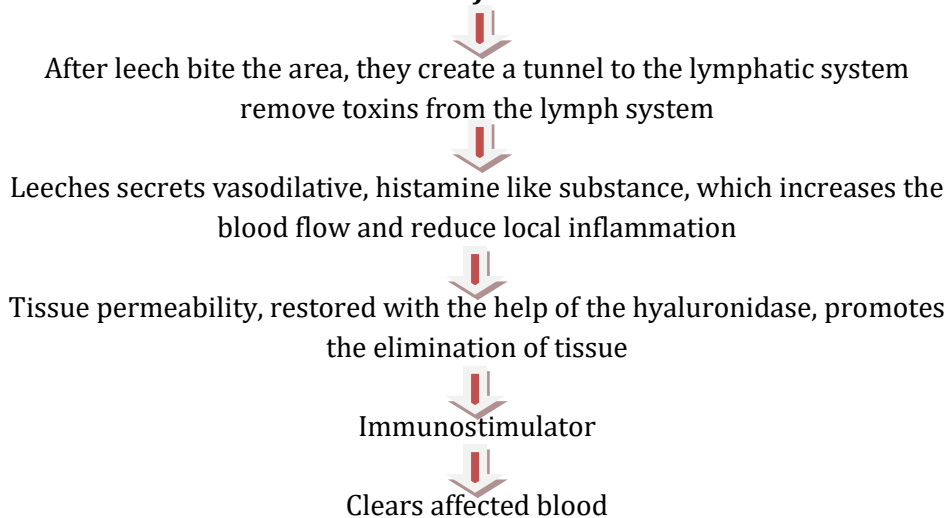 After leech bite the area, they create a tunnel to the lymphatic system
remove toxins from the lymph system
Leeches secrets vasodilative, histamine like substance, which increases the
blood flow and reduce local inflammation
Tissue permeability, restored with the help of the hyaluronidase, promotes
the elimination of tissue
Immunostimulator
Clears affected blood